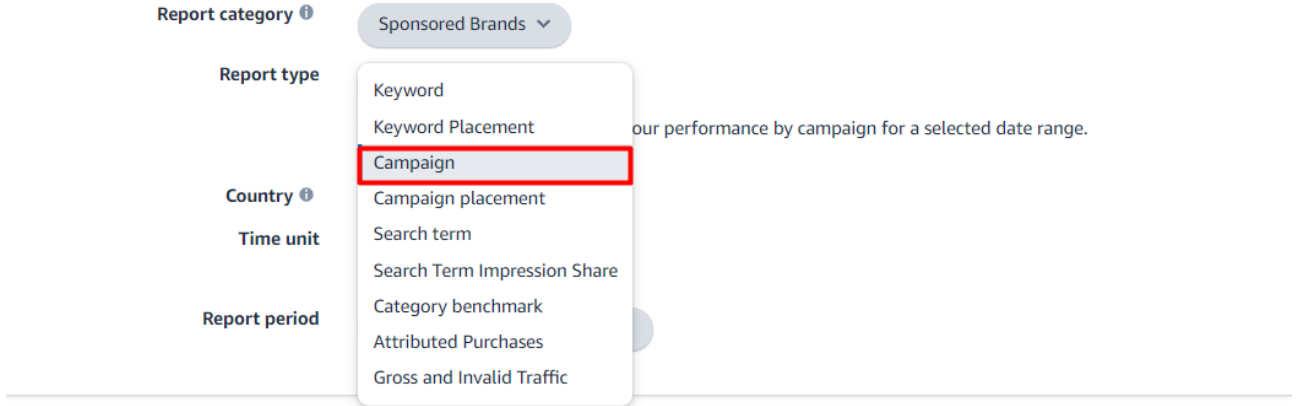 Report category
Sponsored Brands
Report type
Keyword
Keyword Placement
our performance by campaign for a selected date range.
Campaign
Country
Campaign placement
Time unit
Search term
Search Term Impression Share
Category benchmark
Report period
Attributed Purchases
Gross and Invalid Traffic